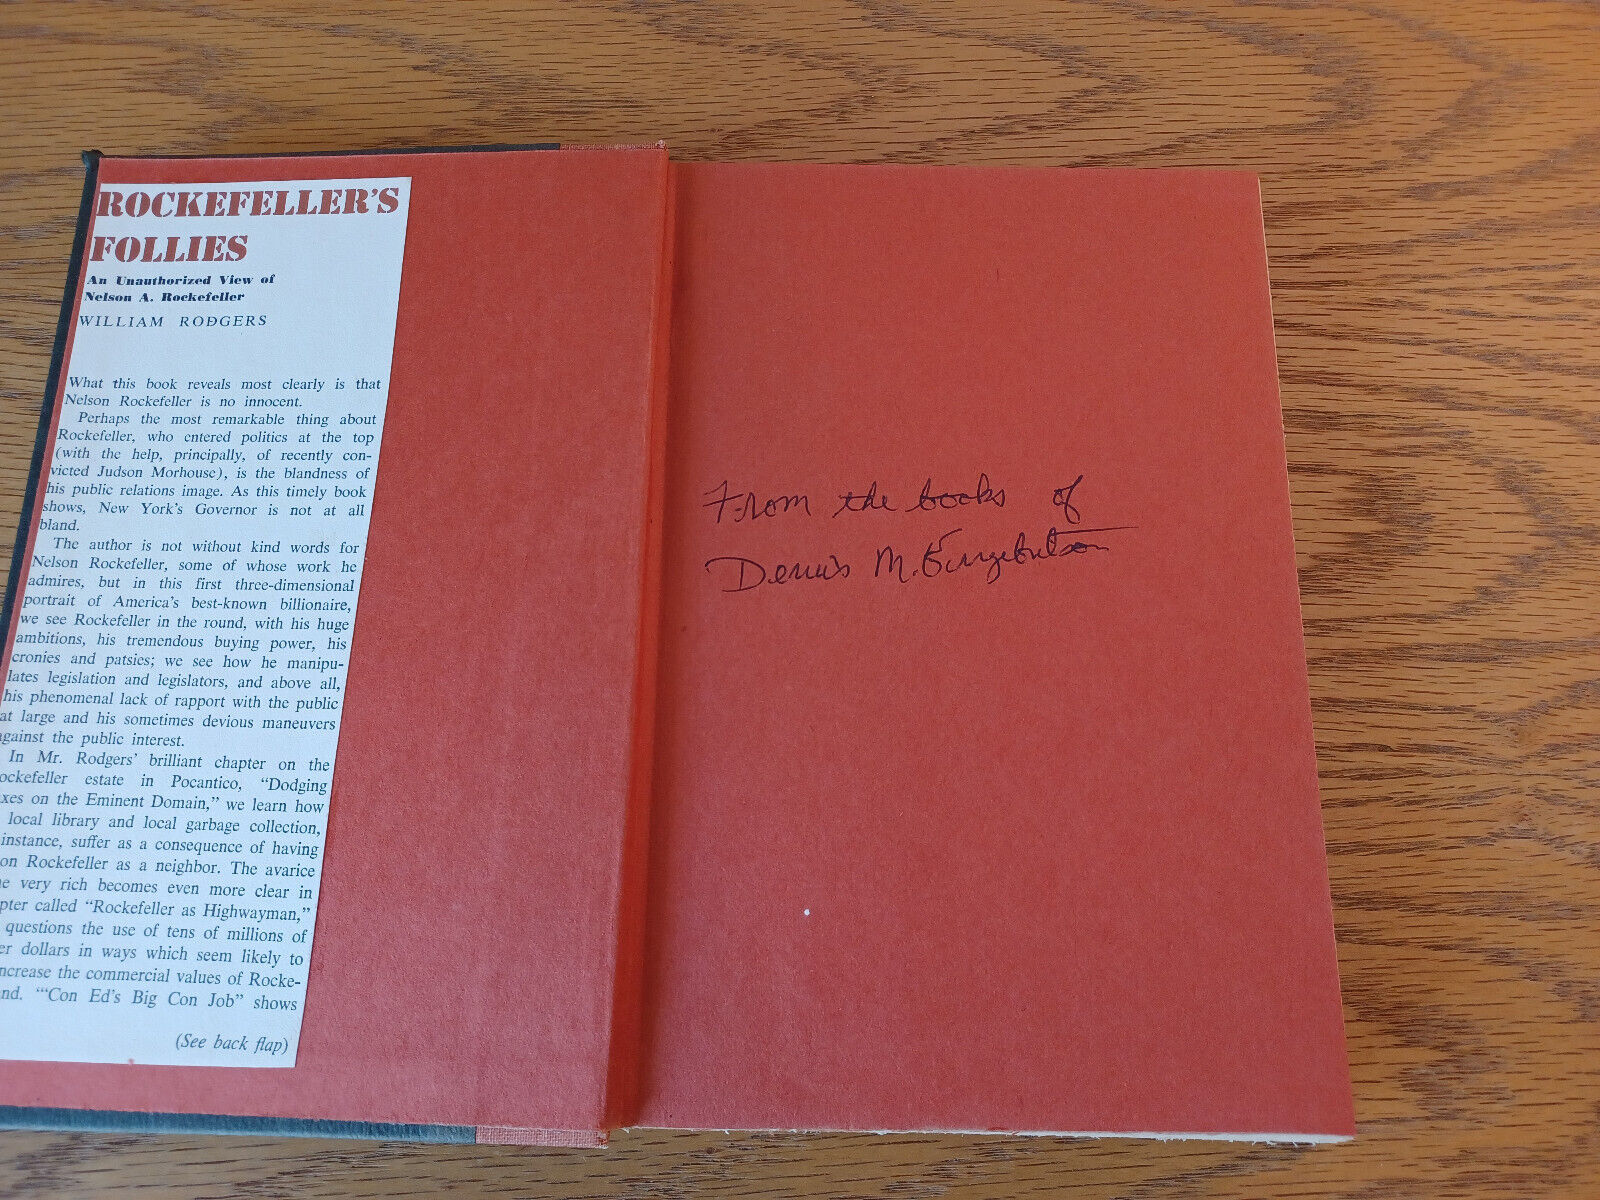 ROCKEFELLER'S
FOLLIES
An Unauthorized View of
Nelson A. Rockefeller
WILLIAM RODGERS
What this book reveals most clearly is that
Nelson Rockefeller is no innocent.
Perhaps the most remarkable thing about
Rockefeller, who entered politics at the top
(with the help, principally, of recently con-
victed Judson Morhouse), is the blandness of
his public relations image. As this timely book
shows, New York's Governor is not at all
bland.
The author is not without kind words for
Nelson Rockefeller, some of whose work he
admires, but in this first three-dimensional
portrait of America's best-known billionaire,
we see Rockefeller in the round, with his huge
ambitions, his tremendous buying power, his
cronies and patsies; we see how he manipu-
lates legislation and legislators, and above all,
his phenomenal lack of rapport with the public
at large and his sometimes devious maneuvers
against the public interest.
In Mr. Rodgers' brilliant chapter on the
ockefeller estate in Pocantico, "Dodging
xes on the Eminent Domain," we learn how
local library and local garbage collection,
instance, suffer as a consequence of having
on Rockefeller as a neighbor. The avarice
e very rich becomes even more clear in
pter called "Rockefeller as Highwayman,"
questions the use of tens of millions of
er dollars in ways which seem likely to
ncrease the commercial values of Rocke-
nd. "'Con Ed's Big Con Job" shows
(See back flap)
From the books of
Dennis M.